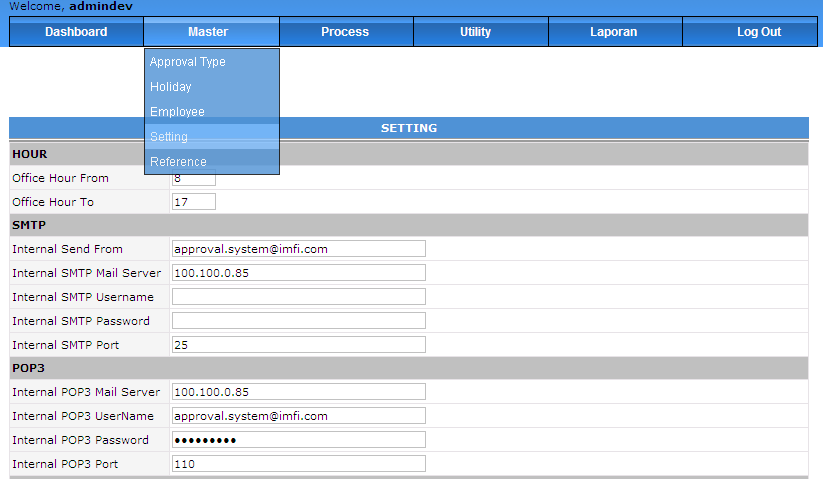 Welcome, admindev
Dashboard Master Process Utility Laporan Log Out
Approval Type
Holiday
Employee
Setting
Reference
SETTING
HOUR
Office Hour From 8
Office Hour To 17
SMTP
Internal Send From approval.system@imfi.com
Internal SMTP Mail Server 100.100.0.85
Internal SMTP Username
Internal SMTP Password
Internal SMTP Port 25
POP3
Internal POP3 Mail Server 100.100.0.85
Internal POP3 UserName approval.system@imfi.com
Internal POP3 Password •••••••••
Internal POP3 Port 110